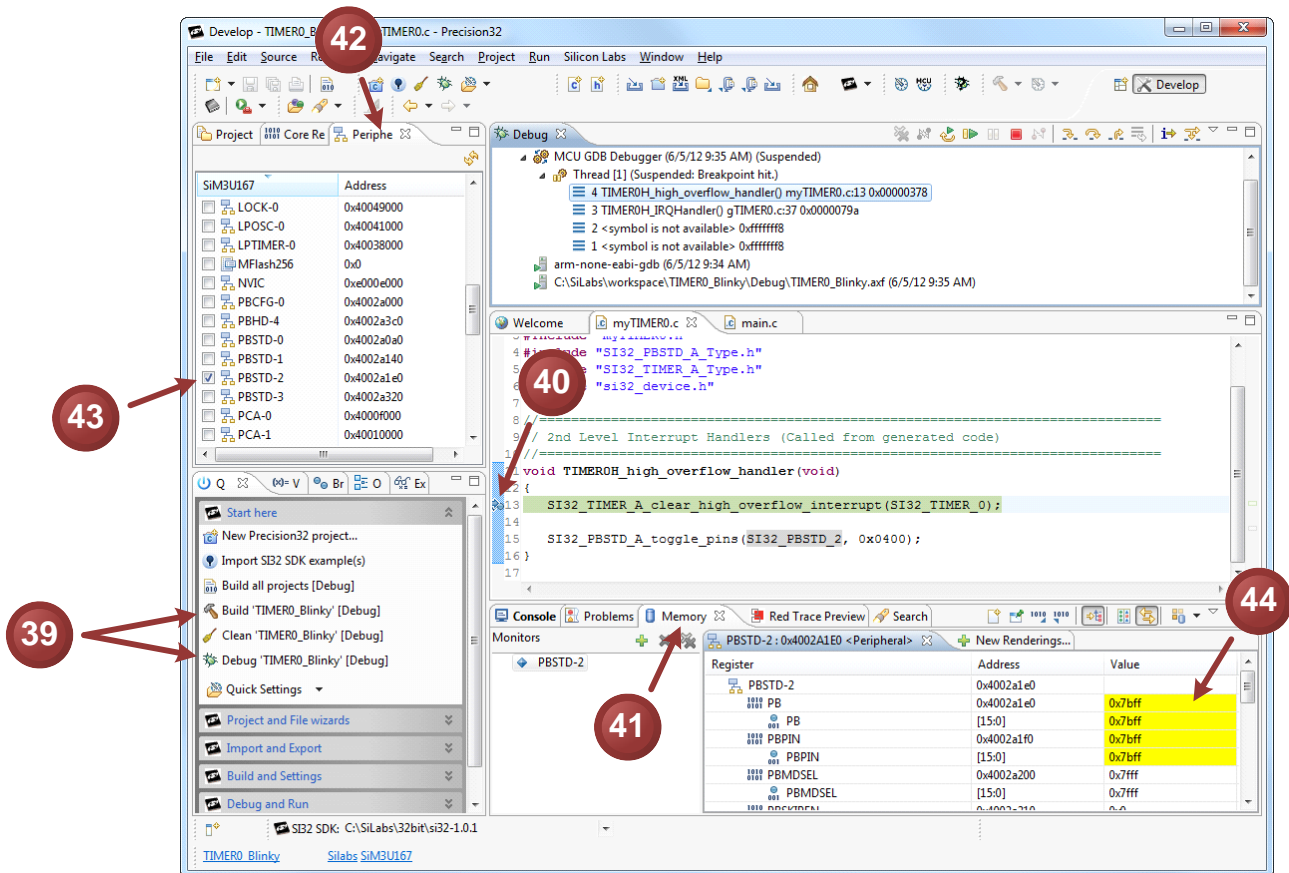 Develop - TIMER0_B TIMER0.c - Precision32
42
File Edit Source Re avigate Search Project Run Silicon Labs Window Help
Develop
Project Core Re Periphe
SiM3U167 Address
LOCK-0 0x40049000
LPOSC-0 0x40041000
LPTIMER-0 0x40038000
MFlash256 0x0
NVIC 0xe000e000
PBCFG-0 0x4002a000
PBHD-4 0x4002a3c0
PBSTD-0 0x4002a0a0
PBSTD-1 0x4002a140
PBSTD-2 0x4002a1e0
PBSTD-3 0x4002a320
PCA-0 0x4000f000
PCA-1 0x40010000
43
Debug
MCU GDB Debugger (6/5/12 9:35 AM) (Suspended)
Thread [1] (Suspended: Breakpoint hit.)
4 TIMER0H_high_overflow_handler() myTIMER0.c:13 0x00000378
3 TIMER0H_IRQHandler() gTIMER0.c:37 0x0000079a
2 <symbol is not available> 0xfffffff8
1 <symbol is not available> 0xfffffff8
arm-none-eabi-gdb (6/5/12 9:34 AM)
C:\SiLabs\workspace\TIMER0_Blinky\Debug\TIMER0_Blinky.axf (6/5/12 9:35 AM)
Welcome myTIMER0.c main.c
4 #include "SI32_PBSTD_A_Type.h"
5 e "SI32_TIMER_A_Type.h"
6 "si32_device.h"
7
8 //================================================================================
9 // 2nd Level Interrupt Handlers (Called from generated code)
10 //================================================================================
11 void TIMER0H_high_overflow_handler(void)
12 {
13 SI32_TIMER_A_clear_high_overflow_interrupt(SI32_TIMER_0);
14
15 SI32_PBSTD_A_toggle_pins(SI32_PBSTD_2, 0x0400);
16 }
17
40
Q (x)= V Br O Ex
Start here
New Precision32 project...
Import SI32 SDK example(s)
Build all projects [Debug]
Build 'TIMER0_Blinky' [Debug]
Clean 'TIMER0_Blinky' [Debug]
Debug 'TIMER0_Blinky' [Debug]
Quick Settings
Project and File wizards
Import and Export
Build and Settings
Debug and Run
39
Console Problems Memory Red Trace Preview Search
Monitors
PBSTD-2
41
PBSTD-2 : 0x4002A1E0 <Peripheral> New Renderings...
Register Address Value
PBSTD-2 0x4002a1e0
PB 0x4002a1e0 0x7bff
PB [15:0] 0x7bff
PBPIN 0x4002a1f0 0x7bff
PBPIN [15:0] 0x7bff
PBMDSEL 0x4002a200 0x7fff
PBMDSEL [15:0] 0x7fff
44
SI32 SDK: C:\SiLabs\32bit\si32-1.0.1
TIMER0_Blinky Silabs SiM3U167